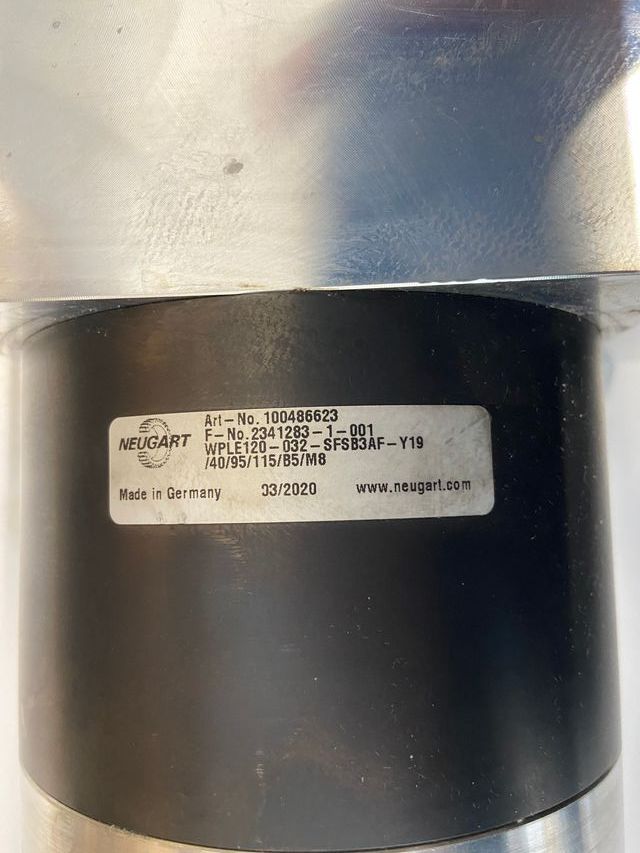 NEUGART
Art-No. 100486623
F-No. 2341283-1-001
WPLE120-032-SFSB3AF-Y19
/40/95/115/B5/M8
Made in Germany 03/2020 www.neugart.com